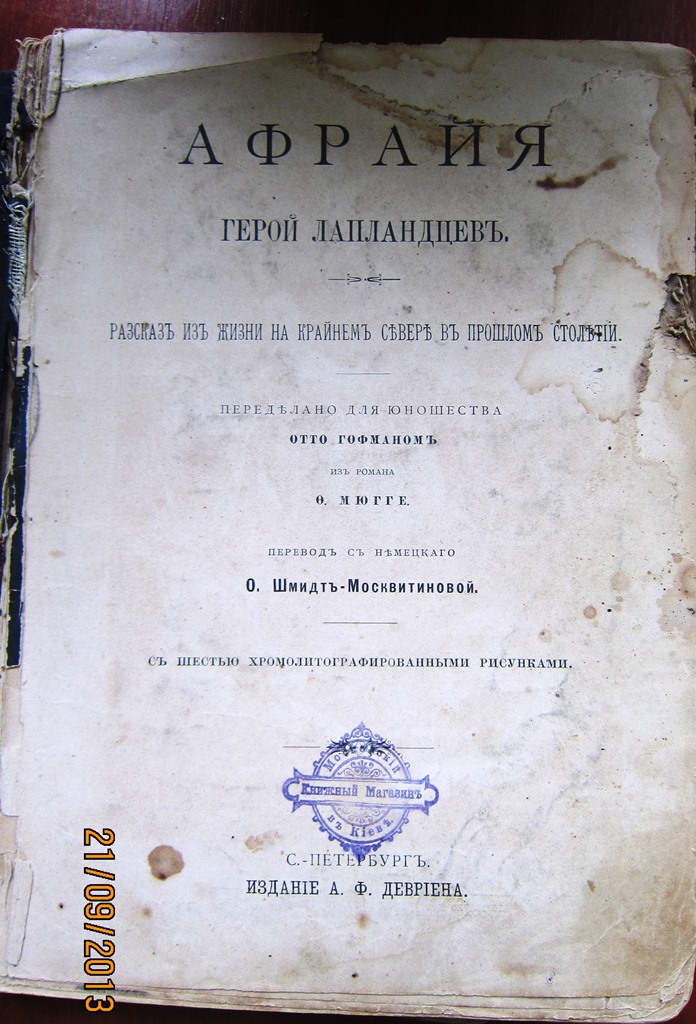 АФРАЙЯ
ГЕРОЙ ЛАПЛАНДЦЕВЪ.
РАЗСКАЗЪ ИЗЪ ЖИЗНИ НА КРАЙНЕМЪ СѢВЕРѢ ВЪ ПРОШЛОМЪ СТОЛѢТІИ.
ПЕРЕДѢЛАНО ДЛЯ ЮНОШЕСТВА
ОТТО ГОФМАНОМЪ
ИЗЪ РОМАНА
Ѳ. МЮГГЕ.
ПЕРЕВОДЪ СЪ НѢМЕЦКАГО
О. Шмидтъ-Москвитиновой.
СЪ ШЕСТЬЮ ХРОМОЛИТОГРАФИРОВАННЫМИ РИСУНКАМИ.
Московскій
Книжный Магазинъ
въ Кіевѣ
С.-ПЕТЕРБУРГЪ.
ИЗДАНІЕ А. Ф. ДЕВРІЕНА.
21/09/2013